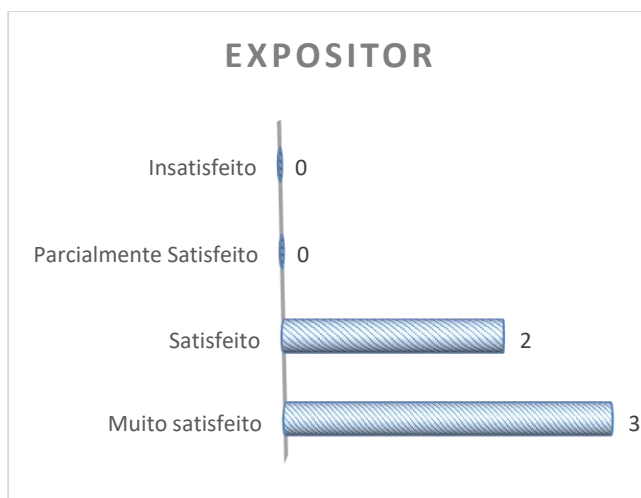 EXPOSITOR
Insatisfeito 0
Parcialmente Satisfeito 0
Satisfeito 2
Muito satisfeito 3